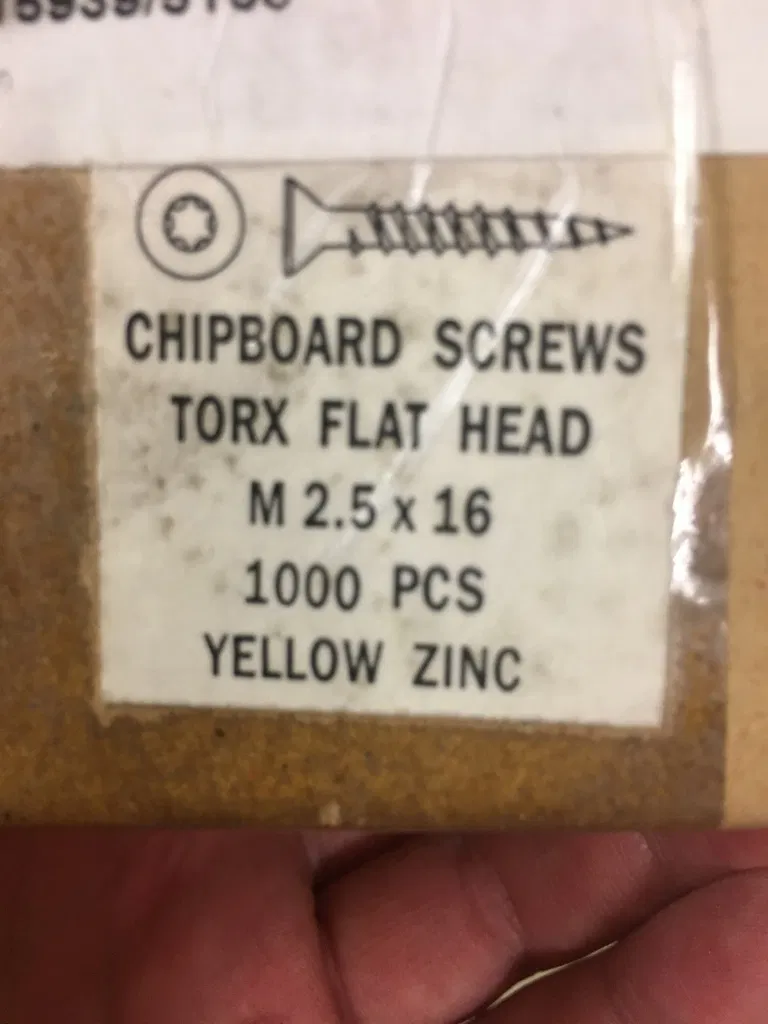 CHIPBOARD SCREWS
TORX FLAT HEAD
M 2.5 x 16
1000 PCS
YELLOW ZINC